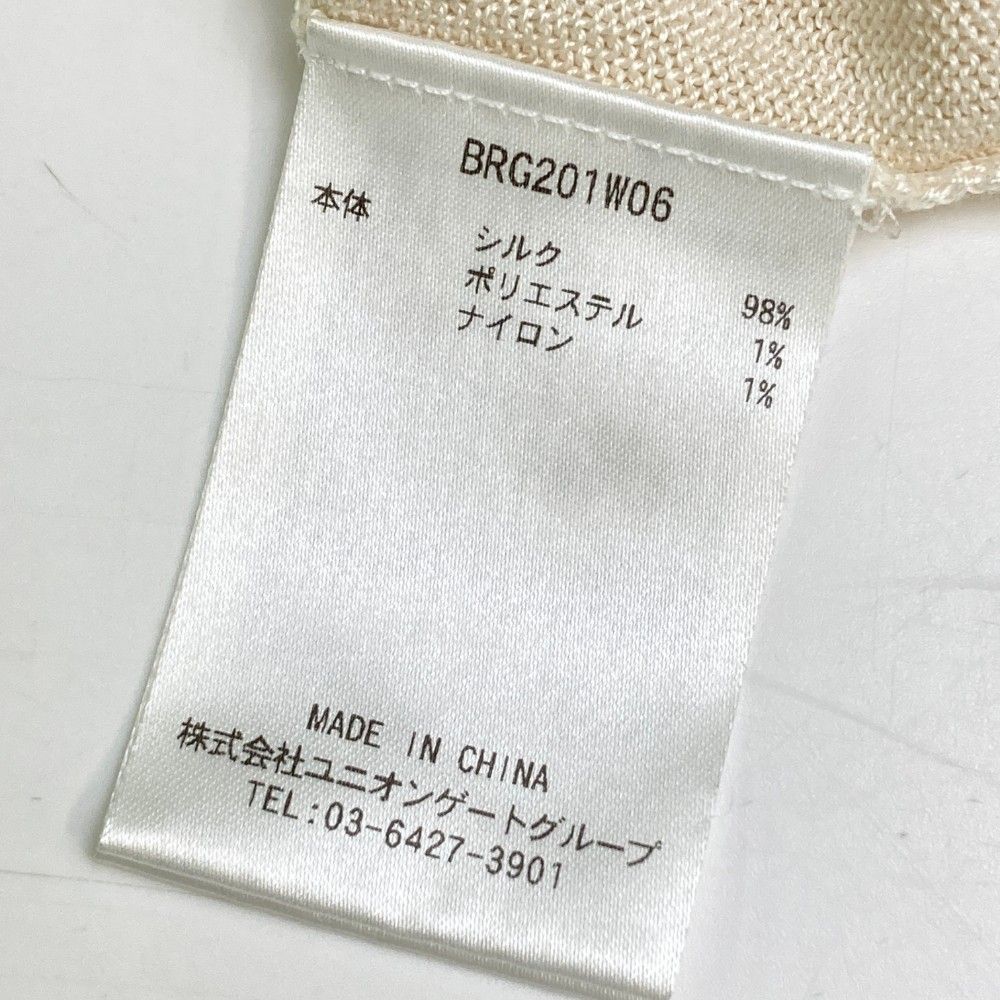 BRG201W06
本体
シルク 98%
ポリエステル 1%
ナイロン 1%
MADE IN CHINA
株式会社ユニオンゲートグループ
TEL:03-6427-3901